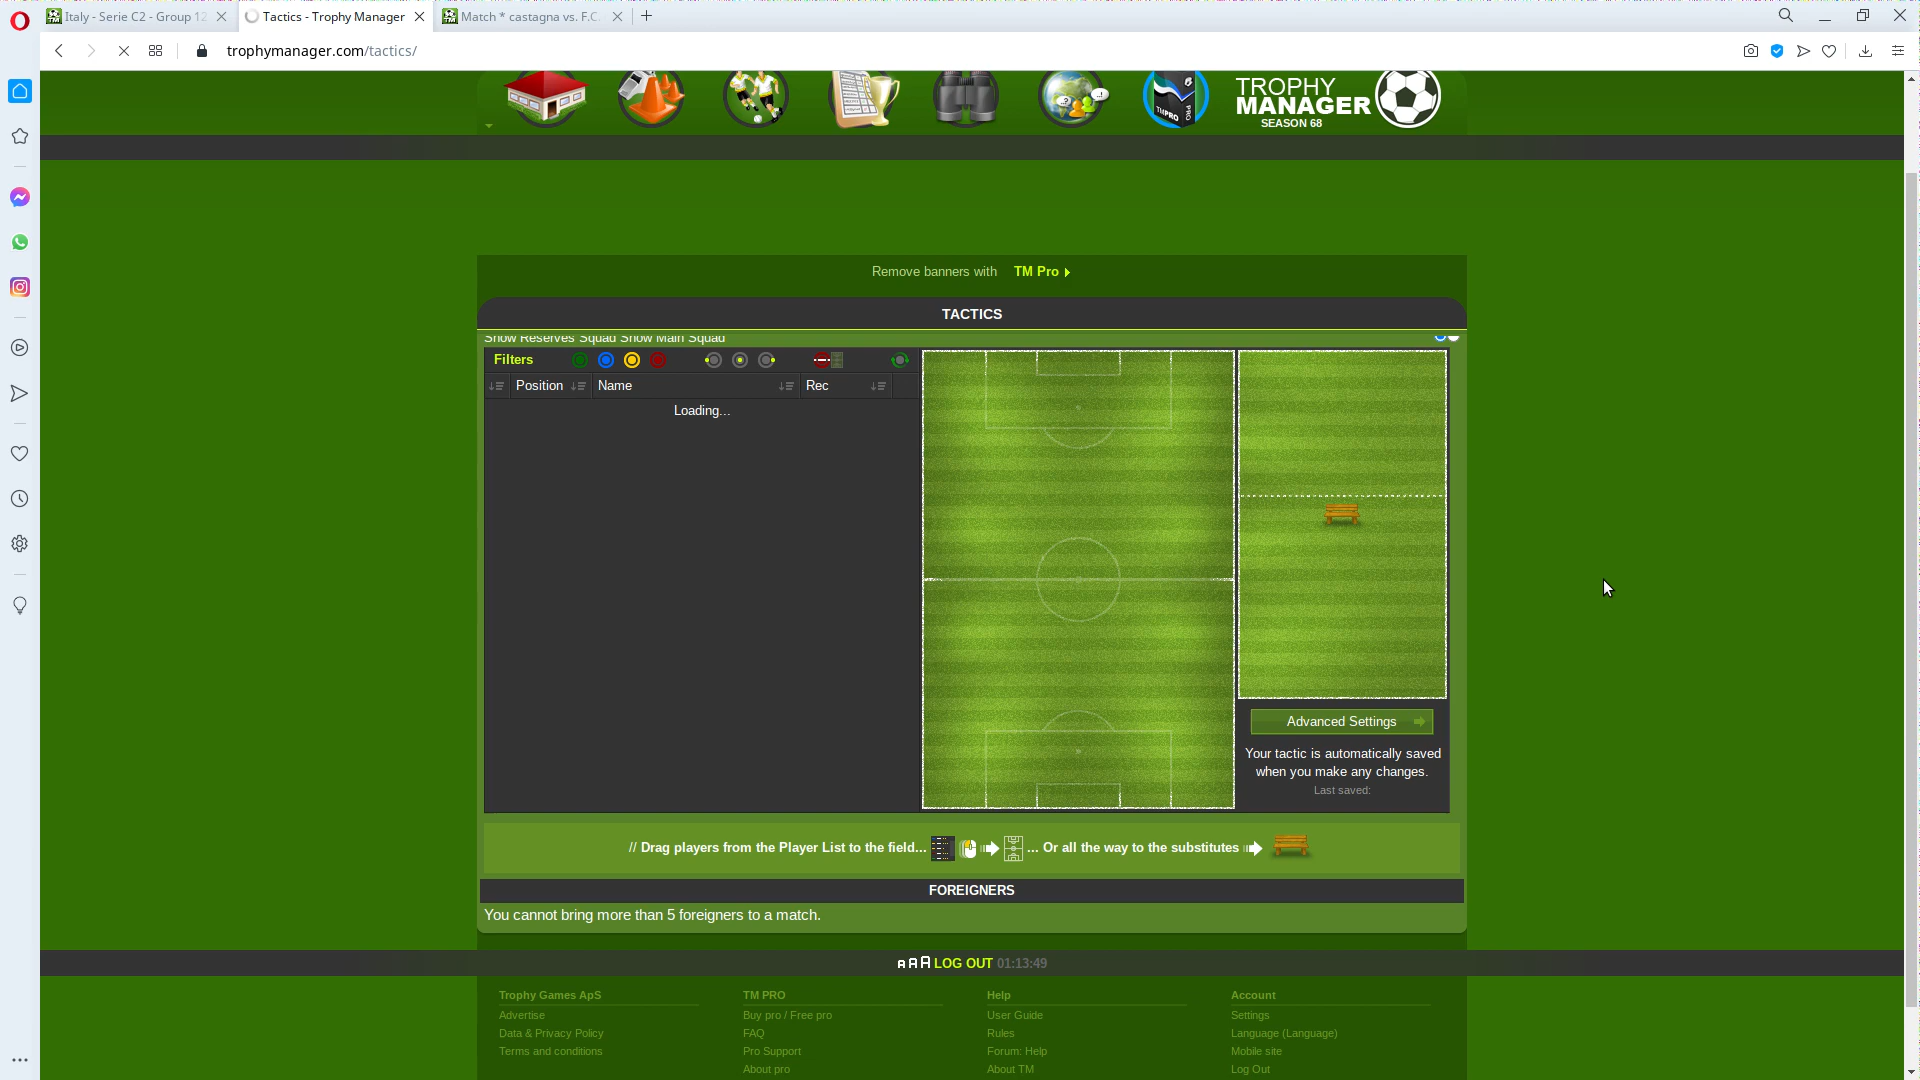 Italy - Serie C2 - Group 12
Tactics - Trophy Manager
Match * castagna vs. F.C.
trophymanager.com/tactics/
TROPHY
MANAGER
SEASON 68
Remove banners with TM Pro
TACTICS
Show Reserves Squad Show Main Squad
Filters
Position Name Rec
Loading...
Advanced Settings
Your tactic is automatically saved
when you make any changes.
Last saved:
// Drag players from the Player List to the field... ... Or all the way to the substitutes
FOREIGNERS
You cannot bring more than 5 foreigners to a match.
A A A LOG OUT 01:13:49
Trophy Games ApS TM PRO Help Account
Advertise Buy pro / Free pro User Guide Settings
Data & Privacy Policy FAQ Rules Language (Language)
Terms and conditions Pro Support Forum: Help Mobile site
About pro About TM Log Out